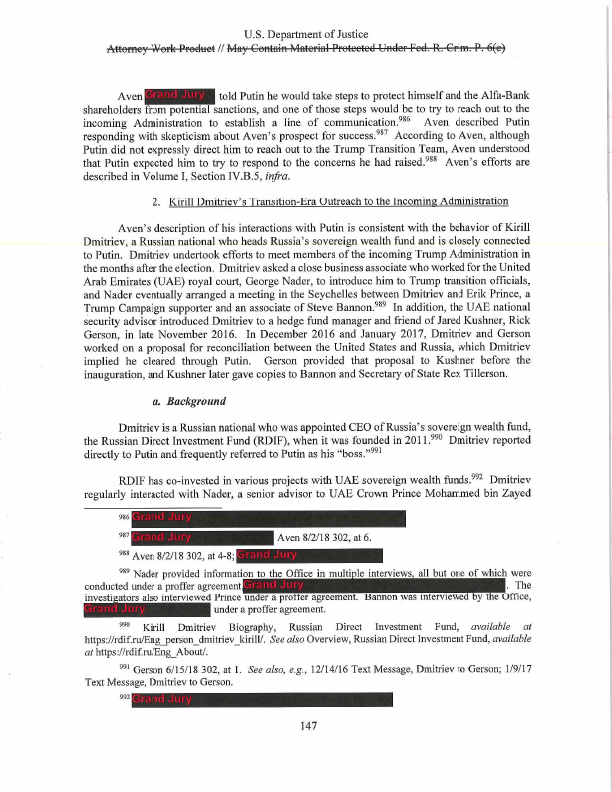 U.S. Department of Justice
Attorney Work Product // May Contain Material Protected Under Fed. R. Crim. P. 6(e)
Aven Grand Jury told Putin he would take steps to protect himself and the Alfa-Bank
shareholders from potential sanctions, and one of those steps would be to try to reach out to the
incoming Administration to establish a line of communication.986 Aven described Putin
responding with skepticism about Aven's prospect for success.987 According to Aven, although
Putin did not expressly direct him to reach out to the Trump Transition Team, Aven understood
that Putin expected him to try to respond to the concerns he had raised.988 Aven's efforts are
described in Volume I, Section IV.B.5, infra.
2. Kirill Dmitriev's Transition-Era Outreach to the Incoming Administration
Aven's description of his interactions with Putin is consistent with the behavior of Kirill
Dmitriev, a Russian national who heads Russia's sovereign wealth fund and is closely connected
to Putin. Dmitriev undertook efforts to meet members of the incoming Trump Administration in
the months after the election. Dmitriev asked a close business associate who worked for the United
Arab Emirates (UAE) royal court, George Nader, to introduce him to Trump transition officials,
and Nader eventually arranged a meeting in the Seychelles between Dmitriev and Erik Prince, a
Trump Campaign supporter and an associate of Steve Bannon.989 In addition, the UAE national
security advisor introduced Dmitriev to a hedge fund manager and friend of Jared Kushner, Rick
Gerson, in late November 2016. In December 2016 and January 2017, Dmitriev and Gerson
worked on a proposal for reconciliation between the United States and Russia, which Dmitriev
implied he cleared through Putin. Gerson provided that proposal to Kushner before the
inauguration, and Kushner later gave copies to Bannon and Secretary of State Rex Tillerson.
a. Background
Dmitriev is a Russian national who was appointed CEO of Russia's sovereign wealth fund,
the Russian Direct Investment Fund (RDIF), when it was founded in 2011.990 Dmitriev reported
directly to Putin and frequently referred to Putin as his "boss."991
RDIF has co-invested in various projects with UAE sovereign wealth funds.992 Dmitriev
regularly interacted with Nader, a senior advisor to UAE Crown Prince Mohammed bin Zayed
986 Grand Jury
987 Grand Jury Aven 8/2/18 302, at 6.
988 Aven 8/2/18 302, at 4-8; Grand Jury
989 Nader provided information to the Office in multiple interviews, all but one of which were
conducted under a proffer agreement Grand Jury . The
investigators also interviewed Prince under a proffer agreement. Bannon was interviewed by the Office,
Grand Jury under a proffer agreement.
990 Kirill Dmitriev Biography, Russian Direct Investment Fund, available at
https://rdif.ru/Eng_person_dmitriev_kirill/. See also Overview, Russian Direct Investment Fund, available
at https://rdif.ru/Eng_About/.
991 Gerson 6/15/18 302, at 1. See also, e.g., 12/14/16 Text Message, Dmitriev to Gerson; 1/9/17
Text Message, Dmitriev to Gerson.
992 Grand Jury
147